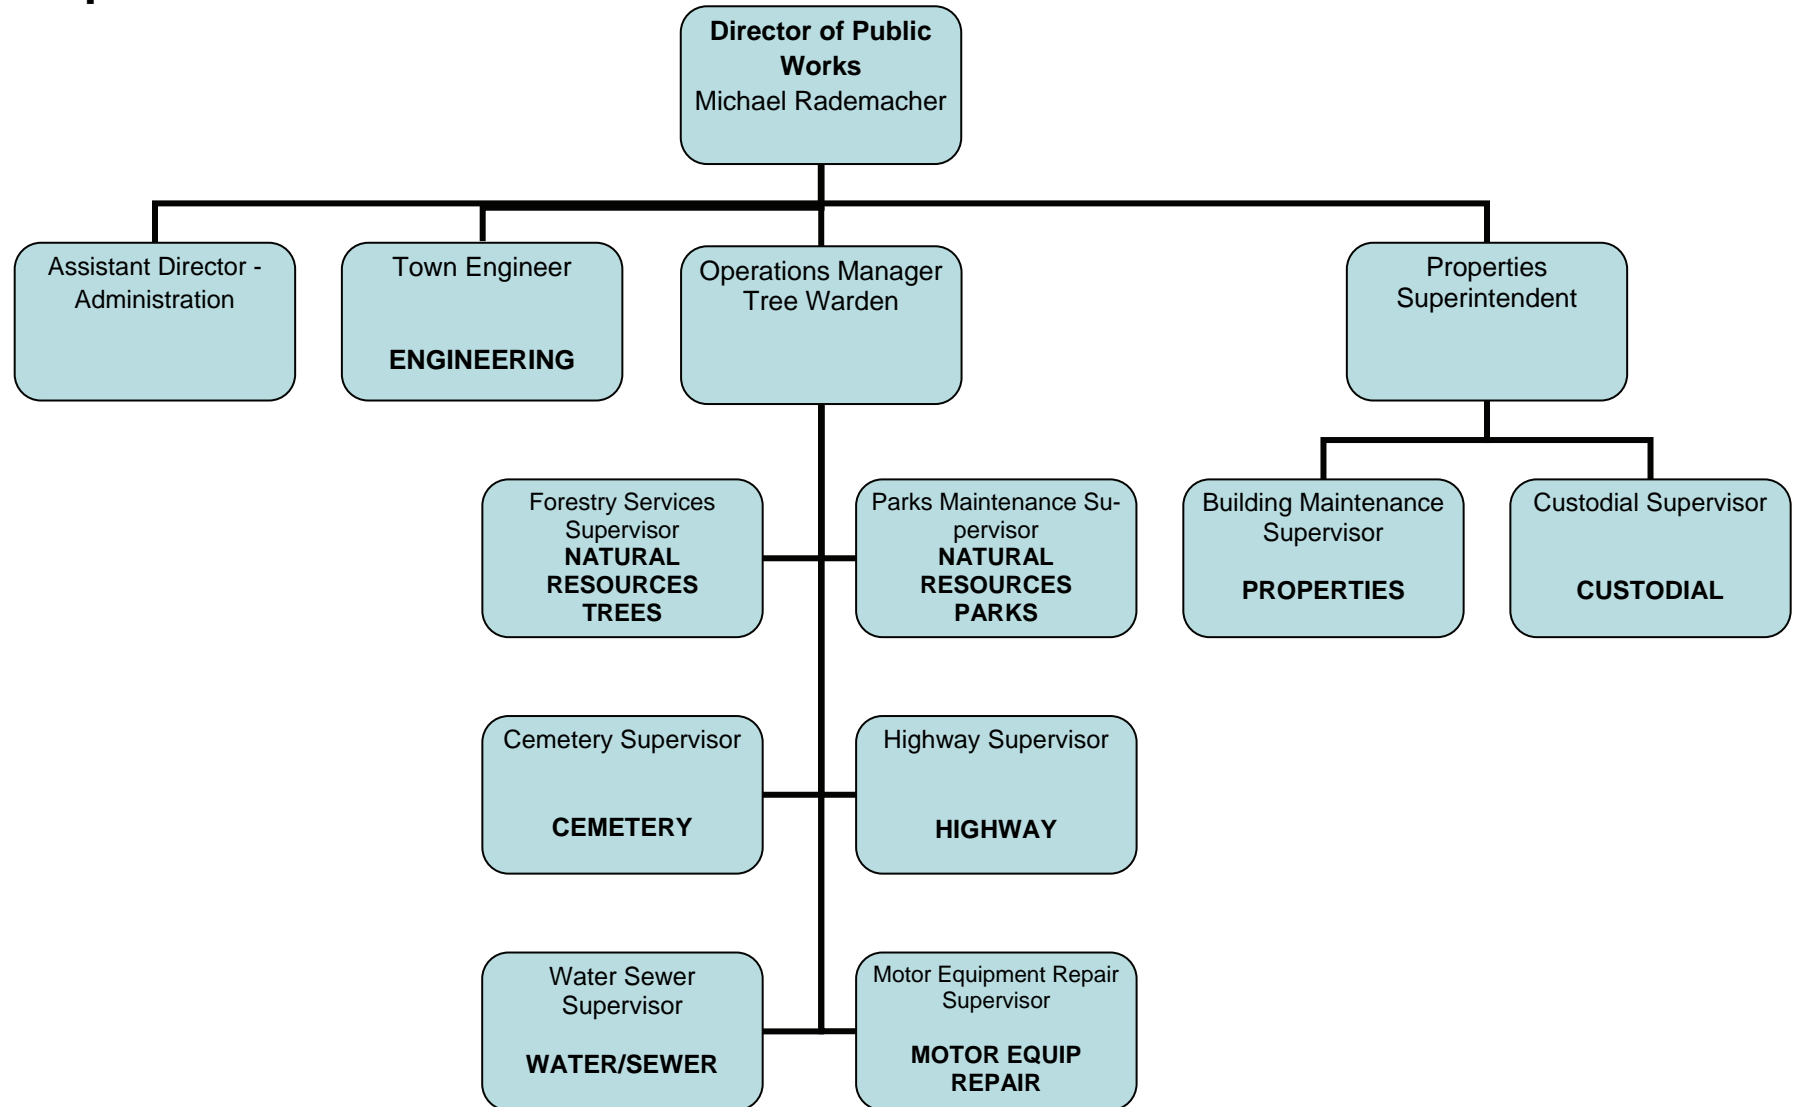 Director of Public
Works
Michael Rademacher
Assistant Director -
Administration
Town Engineer
ENGINEERING
Operations Manager
Tree Warden
Properties
Superintendent
Forestry Services
Supervisor
NATURAL
RESOURCES
TREES
Parks Maintenance Su-
pervisor
NATURAL
RESOURCES
PARKS
Building Maintenance
Supervisor
PROPERTIES
Custodial Supervisor
CUSTODIAL
Cemetery Supervisor
CEMETERY
Highway Supervisor
HIGHWAY
Water Sewer
Supervisor
WATER/SEWER
Motor Equipment Repair
Supervisor
MOTOR EQUIP
REPAIR